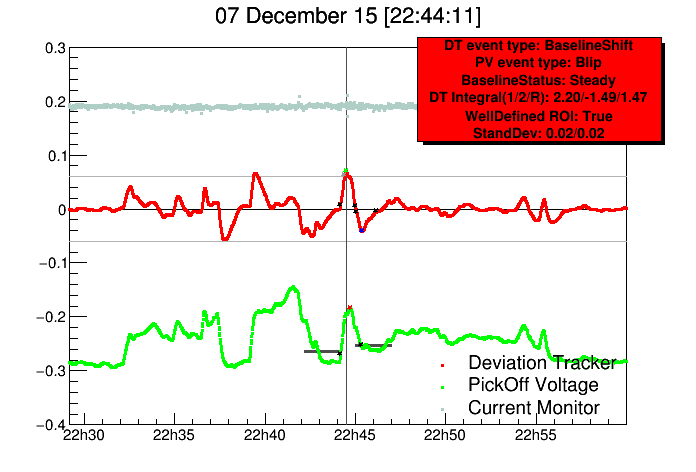 07 December 15 [22:44:11]
DT event type: BaselineShift
PV event type: Blip
BaselineStatus: Steady
DT Integral(1/2/R): 2.20/-1.49/1.47
WellDefined ROI: True
StandDev: 0.02/0.02
0.3
0.2
0.1
0
−0.1
−0.2
−0.3
−0.4
Deviation Tracker
PickOff Voltage
Current Monitor
22h30 22h35 22h40 22h45 22h50 22h55